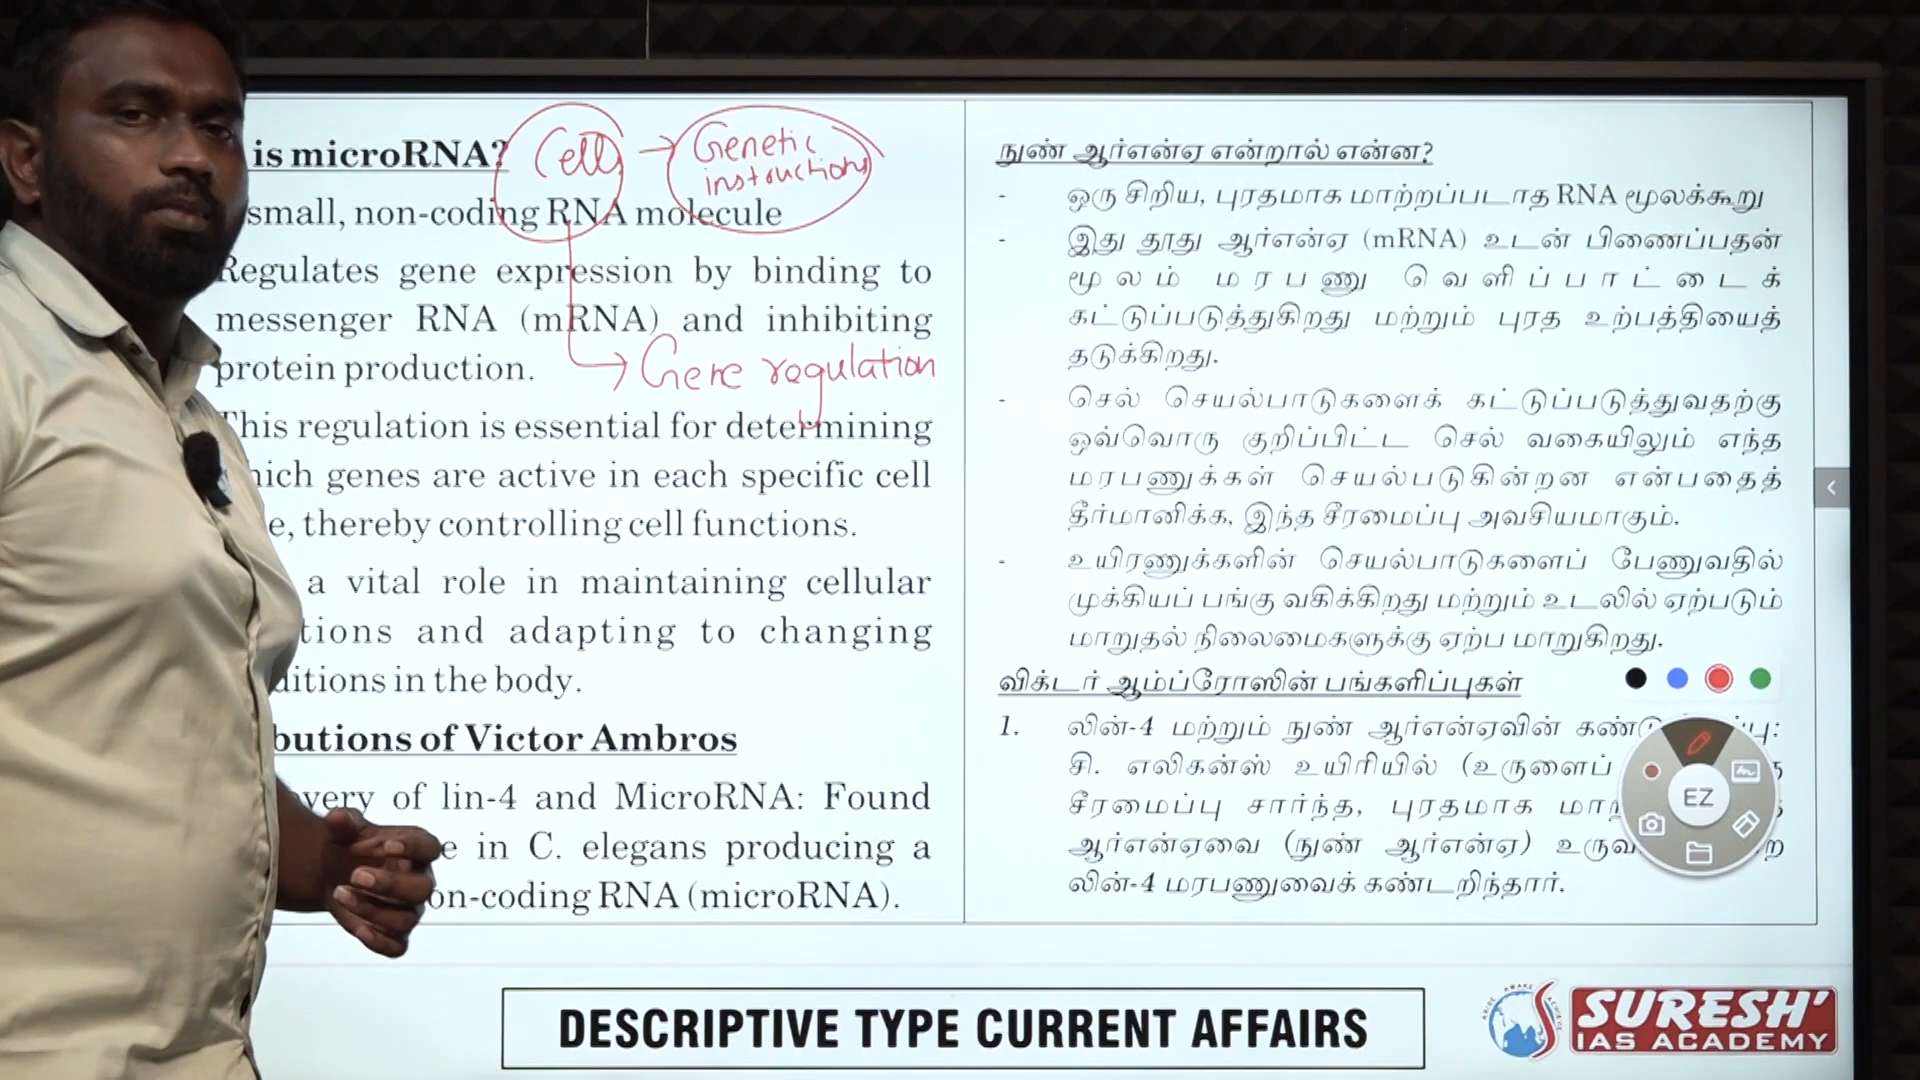 is microRNA?
small, non-coding RNA molecule
Regulates gene expression by binding to
messenger RNA (mRNA) and inhibiting
protein production.
This regulation is essential for determining
genes are active in each specific cell
thereby controlling cell functions.
a vital role in maintaining cellular
and adapting to changing
in the body.
of Victor Ambros
of lin-4 and MicroRNA: Found
in C. elegans producing a
RNA (microRNA).
Cell → Genetic
instructions
→ Gene regulation
நுண் ஆர்என்ஏ என்றால் என்ன?
- ஒரு சிறிய, புரதமாக மாற்றப்படாத RNA மூலக்கூறு
- இது தூது ஆர்என்ஏ (mRNA) உடன் பிணைப்பதன்
மூலம் மரபணு வெளிப்பாட்டைக்
கட்டுப்படுத்துகிறது மற்றும் புரத உற்பத்தியைத்
தடுக்கிறது.
- செல் செயல்பாடுகளைக் கட்டுப்படுத்துவதற்கு
ஒவ்வொரு குறிப்பிட்ட செல் வகையிலும் எந்த
மரபணுக்கள் செயல்படுகின்றன என்பதைத்
தீர்மானிக்க, இந்த சீரமைப்பு அவசியமாகும்.
- உயிரணுக்களின் செயல்பாடுகளைப் பேணுவதில்
முக்கியப் பங்கு வகிக்கிறது மற்றும் உடலில் ஏற்படும்
மாறுதல் நிலைமைகளுக்கு ஏற்ப மாறுகிறது.
விக்டர் ஆம்ப்ரோஸின் பங்களிப்புகள்
1. லின்-4 மற்றும் நுண் ஆர்என்ஏவின்
சி. எலிகன்ஸ் உயிரியில் (உருளைப்
சீரமைப்பு சார்ந்த, புரதமாக
ஆர்என்ஏவை (நுண் ஆர்என்ஏ)
லின்-4 மரபணுவைக் கண்டறிந்தார்.
EZ
DESCRIPTIVE TYPE CURRENT AFFAIRS
SURESH'
IAS ACADEMY